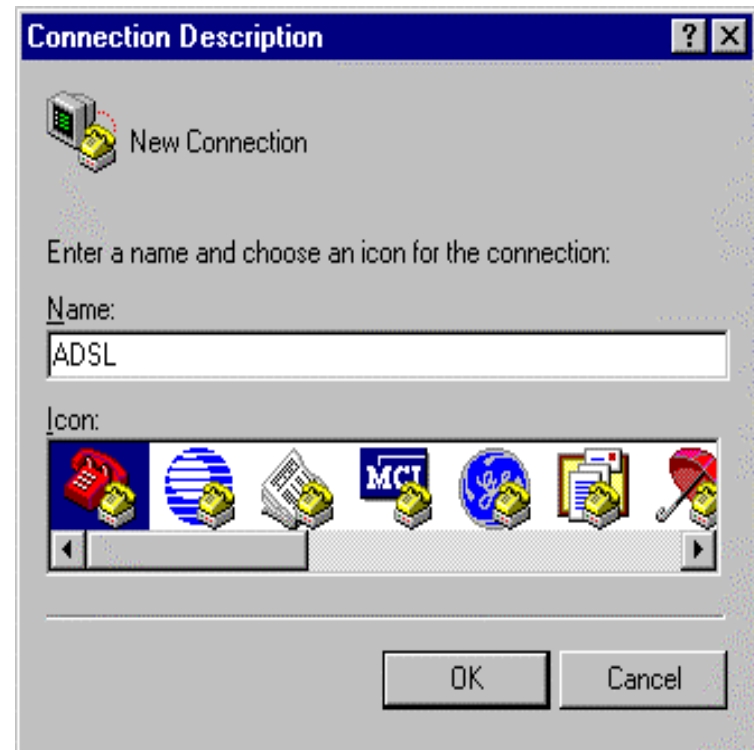 Connection Description
New Connection
Enter a name and choose an icon for the connection:
Name:
ADSL
Icon:
MCI
OK
Cancel